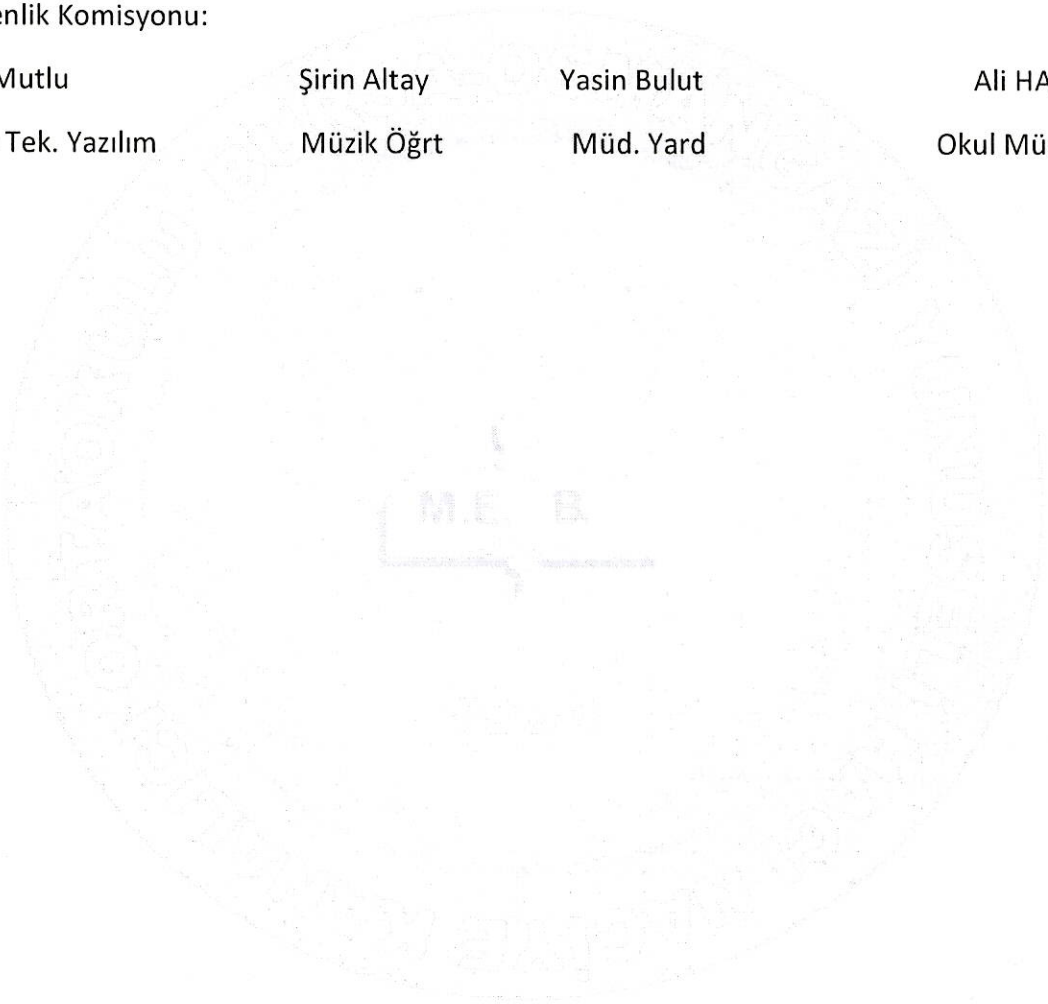 enlik Komisyonu:
Mutlu Şirin Altay Yasin Bulut Ali HA
Tek. Yazılım Müzik Öğrt Müd. Yard Okul Mü
M.E. B.